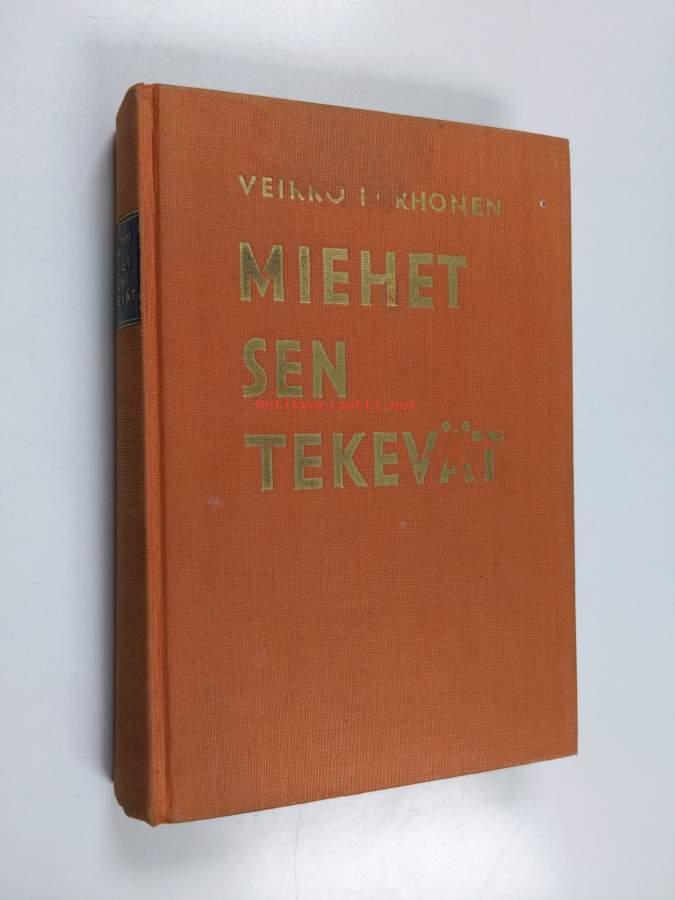 VEIKKO
MIEHET
SEN
TEKEVÄT
Antikvariaatti.net